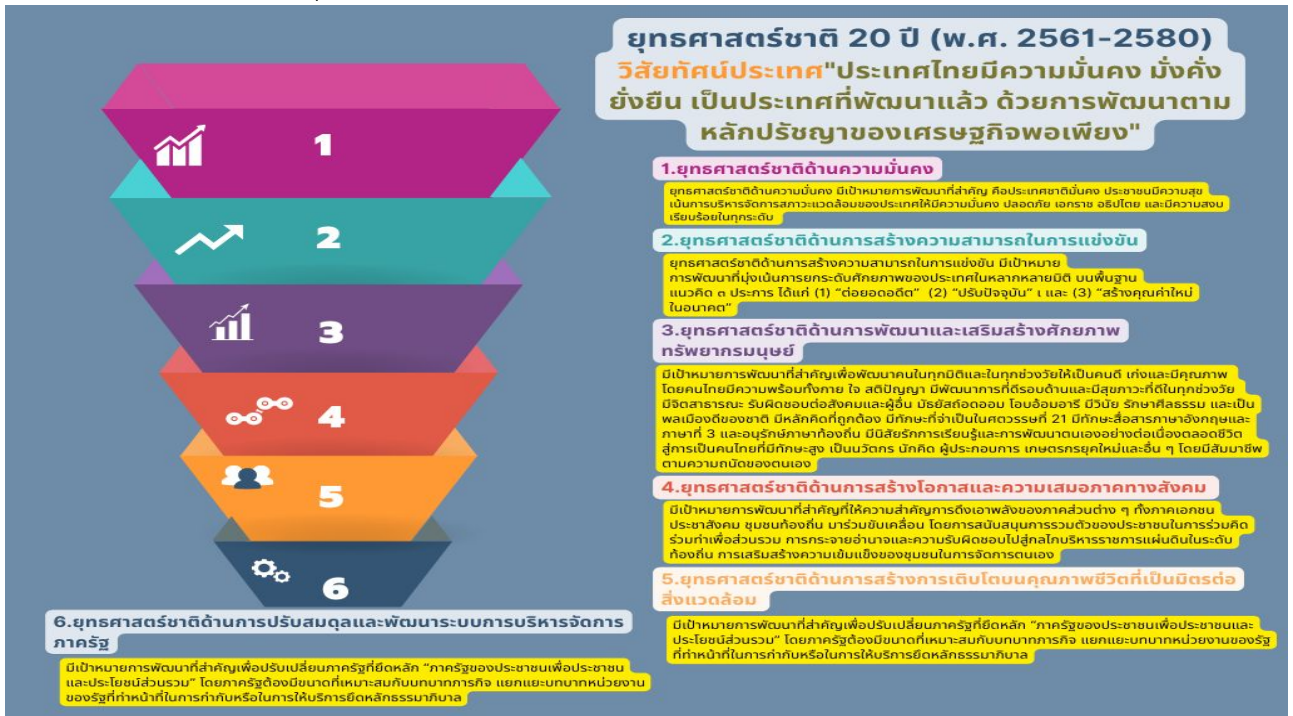 ยุทธศาสตร์ชาติ 20 ปี (พ.ศ. 2561-2580)
วิสัยทัศน์ประเทศ"ประเทศไทยมีความมั่นคง มั่งคั่ง
ยั่งยืน เป็นประเทศที่พัฒนาแล้ว ด้วยการพัฒนาตาม
หลักปรัชญาของเศรษฐกิจพอเพียง"
1
2
3
4
5
6
1.ยุทธศาสตร์ชาติด้านความมั่นคง
ยุทธศาสตร์ชาติด้านความมั่นคง มีเป้าหมายการพัฒนาที่สำคัญ คือประเทศชาติมั่นคง ประชาชนมีความสุข
เน้นการบริหารจัดการสภาวะแวดล้อมของประเทศให้มีความมั่นคง ปลอดภัย เอกราช อธิปไตย และมีความสงบ
เรียบร้อยในทุกระดับ
2.ยุทธศาสตร์ชาติด้านการสร้างความสามารถในการแข่งขัน
ยุทธศาสตร์ชาติด้านการสร้างความสามารถในการแข่งขัน มีเป้าหมาย
การพัฒนาที่มุ่งเน้นการยกระดับศักยภาพของประเทศในหลากหลายมิติ บนพื้นฐาน
แนวคิด ๓ ประการ ได้แก่ (1) “ต่อยอดอดีต” (2) “ปรับปัจจุบัน” เ และ (3) “สร้างคุณค่าใหม่
ในอนาคต”
3.ยุทธศาสตร์ชาติด้านการพัฒนาและเสริมสร้างศักยภาพ
ทรัพยากรมนุษย์
มีเป้าหมายการพัฒนาที่สำคัญเพื่อพัฒนาคนในทุกมิติและในทุกช่วงวัยให้เป็นคนดี เก่งและมีคุณภาพ
โดยคนไทยมีความพร้อมทั้งกาย ใจ สติปัญญา มีพัฒนาการที่ดีรอบด้านและมีสุขภาวะที่ดีในทุกช่วงวัย
มีจิตสาธารณะ รับผิดชอบต่อสังคมและผู้อื่น มัธยัสถ์อดออม โอบอ้อมอารี มีวินัย รักษาศีลธรรม และเป็น
พลเมืองดีของชาติ มีหลักคิดที่ถูกต้อง มีทักษะที่จำเป็นในศตวรรษที่ 21 มีทักษะสื่อสารภาษาอังกฤษและ
ภาษาที่ 3 และอนุรักษ์ภาษาท้องถิ่น มีนิสัยรักการเรียนรู้และการพัฒนาตนเองอย่างต่อเนื่องตลอดชีวิต
สู่การเป็นคนไทยที่มีทักษะสูง เป็นนวัตกร นักคิด ผู้ประกอบการ เกษตรกรยุคใหม่และอื่น ๆ โดยมีสัมมาชีพ
ตามความถนัดของตนเอง
4.ยุทธศาสตร์ชาติด้านการสร้างโอกาสและความเสมอภาคทางสังคม
มีเป้าหมายการพัฒนาที่สำคัญที่ให้ความสำคัญการดึงเอาพลังของภาคส่วนต่าง ๆ ทั้งภาคเอกชน
ประชาสังคม ชุมชนท้องถิ่น มาร่วมขับเคลื่อน โดยการสนับสนุนการรวมตัวของประชาชนในการร่วมคิด
ร่วมทำเพื่อส่วนรวม การกระจายอำนาจและความรับผิดชอบไปสู่กลไกบริหารราชการแผ่นดินในระดับ
ท้องถิ่น การเสริมสร้างความเข้มแข็งของชุมชนในการจัดการตนเอง
5.ยุทธศาสตร์ชาติด้านการสร้างการเติบโตบนคุณภาพชีวิตที่เป็นมิตรต่อ
สิ่งแวดล้อม
มีเป้าหมายการพัฒนาที่สำคัญเพื่อปรับเปลี่ยนภาครัฐที่ยึดหลัก “ภาครัฐของประชาชนเพื่อประชาชนและ
ประโยชน์ส่วนรวม” โดยภาครัฐต้องมีขนาดที่เหมาะสมกับบทบาทภารกิจ แยกแยะบทบาทหน่วยงานของรัฐ
ที่ทำหน้าที่ในการกำกับหรือในการให้บริการยึดหลักธรรมาภิบาล
6.ยุทธศาสตร์ชาติด้านการปรับสมดุลและพัฒนาระบบการบริหารจัดการ
ภาครัฐ
มีเป้าหมายการพัฒนาที่สำคัญเพื่อปรับเปลี่ยนภาครัฐที่ยึดหลัก “ภาครัฐของประชาชนเพื่อประชาชน
และประโยชน์ส่วนรวม” โดยภาครัฐต้องมีขนาดที่เหมาะสมกับบทบาทภารกิจ แยกแยะบทบาทหน่วยงาน
ของรัฐที่ทำหน้าที่ในการกำกับหรือในการให้บริการยึดหลักธรรมาภิบาล